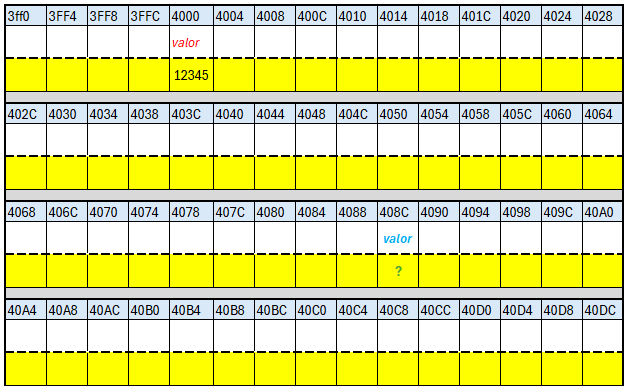 3ff0 3FF4 3FF8 3FFC 4000 4004 4008 400C 4010 4014 4018 401C 4020 4024 4028
valor
12345
402C 4030 4034 4038 403C 4040 4044 4048 404C 4050 4054 4058 405C 4060 4064
4068 406C 4070 4074 4078 407C 4080 4084 4088 408C 4090 4094 4098 409C 40A0
valor
?
40A4 40A8 40AC 40B0 40B4 40B8 40BC 40C0 40C4 40C8 40CC 40D0 40D4 40D8 40DC